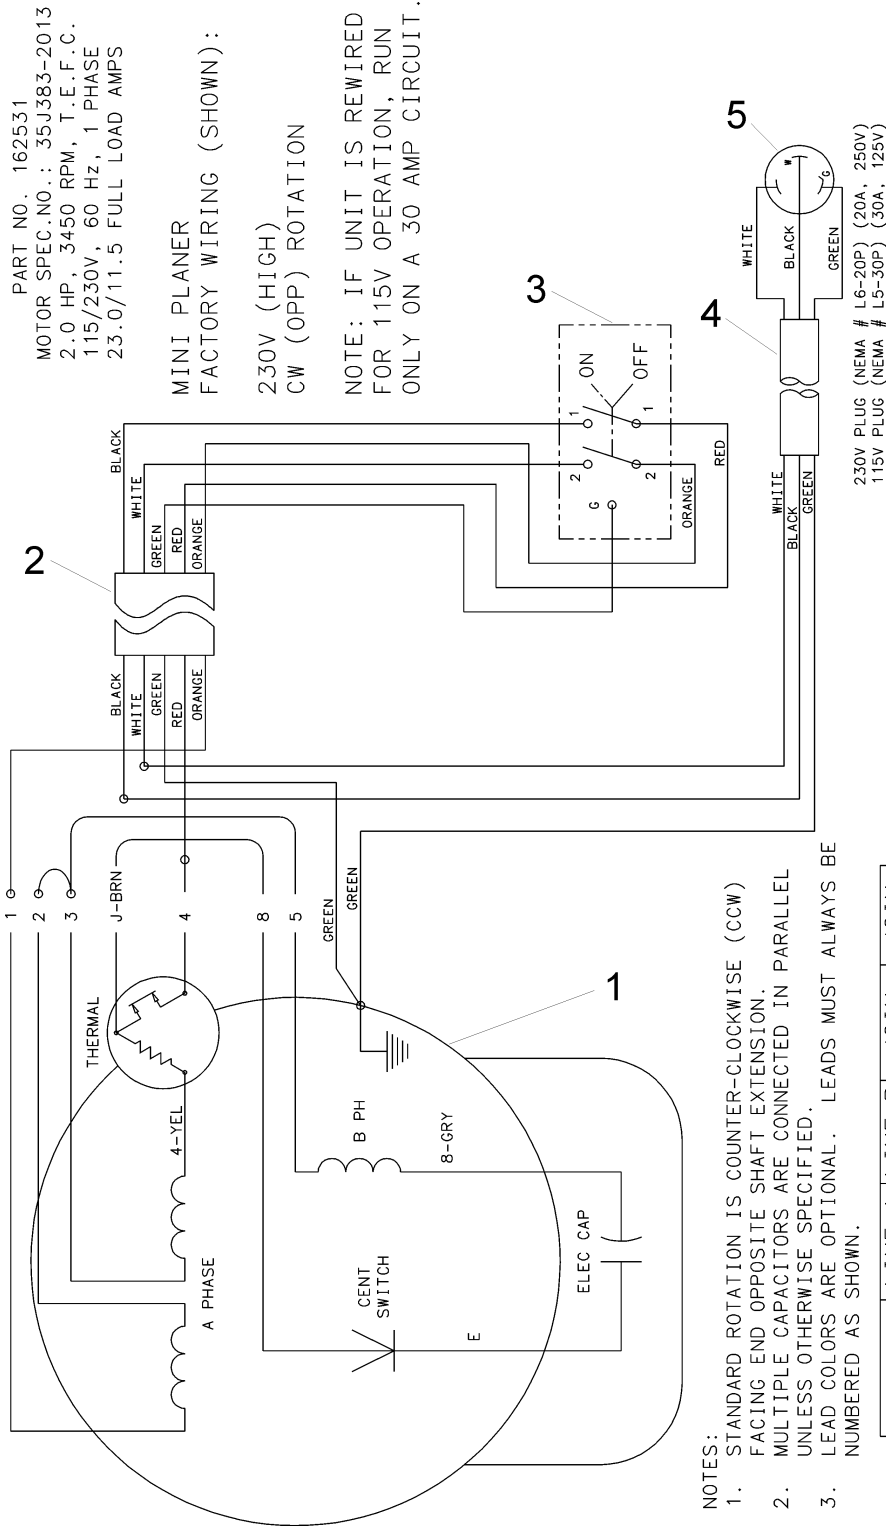 PART NO. 162531
MOTOR SPEC.NO.: 35J383-2013
2.0 HP, 3450 RPM, T.E.F.C.
115/230V, 60 Hz, 1 PHASE
23.0/11.5 FULL LOAD AMPS
MINI PLANER
FACTORY WIRING (SHOWN):
230V (HIGH)
CW (OPP) ROTATION
NOTE: IF UNIT IS REWIRED
FOR 115V OPERATION, RUN
ONLY ON A 30 AMP CIRCUIT.
5
W
G
WHITE
BLACK
GREEN
4
230V PLUG (NEMA # L6-20P) (20A, 250V)
115V PLUG (NEMA # L5-30P) (30A, 125V)
3
ON
OFF
1
1
2
2
G
RED
ORANGE
WHITE
BLACK
GREEN
BLACK
WHITE
GREEN
RED
ORANGE
2
BLACK
WHITE
GREEN
RED
ORANGE
1
2
3
J-BRN
4
8
5
GREEN
GREEN
1
THERMAL
4-YEL
A PHASE
B PH
8-GRY
CENT
SWITCH
E
ELEC CAP
NOTES:
1. STANDARD ROTATION IS COUNTER-CLOCKWISE (CCW)
FACING END OPPOSITE SHAFT EXTENSION.
2. MULTIPLE CAPACITORS ARE CONNECTED IN PARALLEL
UNLESS OTHERWISE SPECIFIED.
3. LEAD COLORS ARE OPTIONAL. LEADS MUST ALWAYS BE
NUMBERED AS SHOWN.